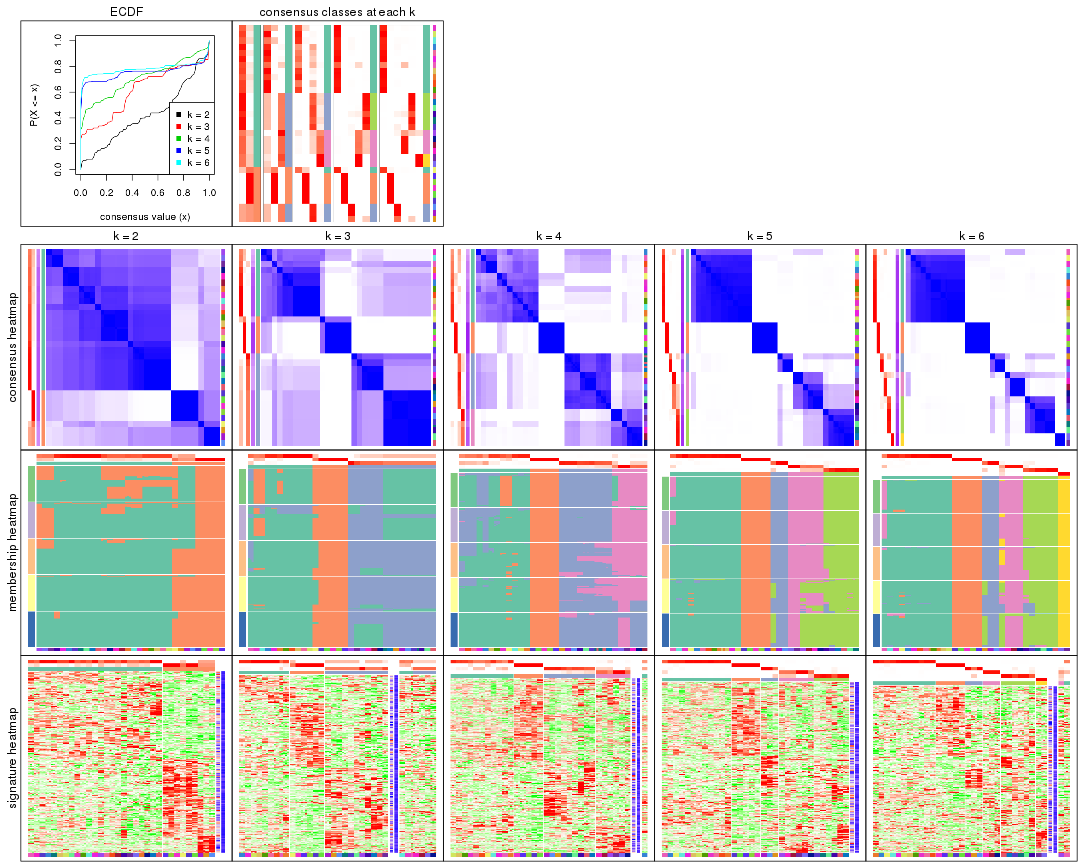 ECDF
consensus classes at each k
P(X <= x)
0.0 0.2 0.4 0.6 0.8 1.0
k = 2
k = 3
k = 4
k = 5
k = 6
0.0 0.2 0.4 0.6 0.8 1.0
consensus value (x)
k = 2 k = 3 k = 4 k = 5 k = 6
consensus heatmap
membership heatmap
signature heatmap